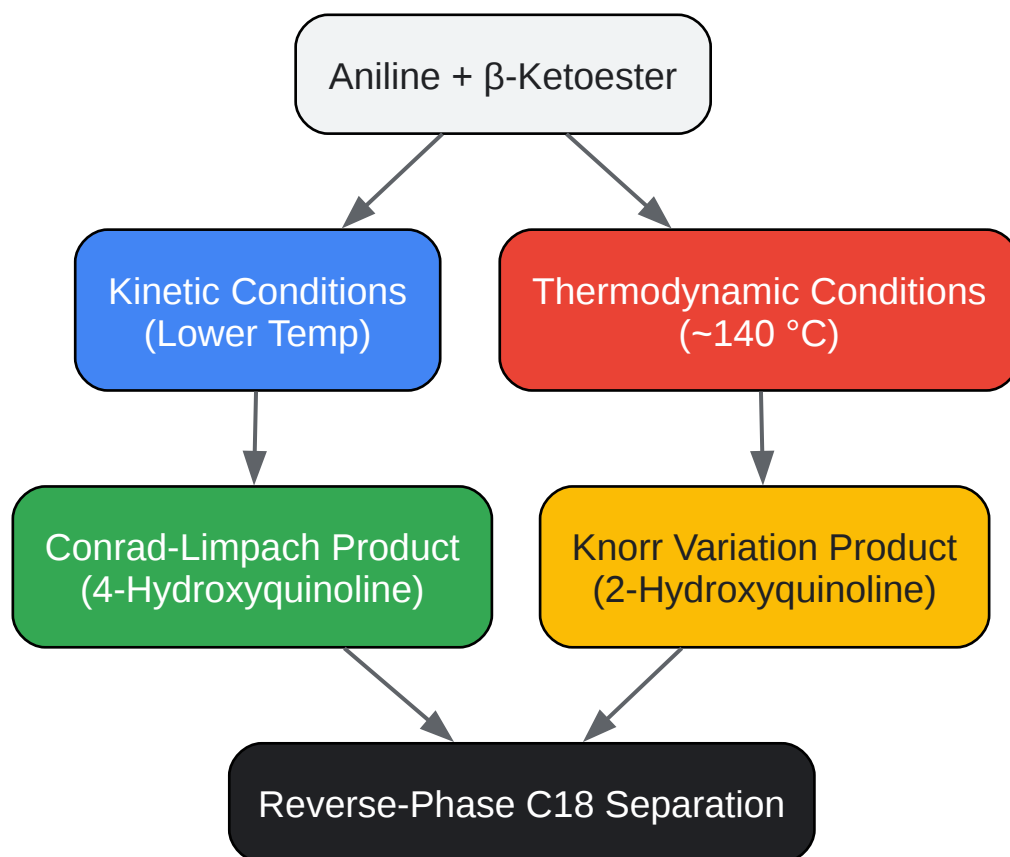 Aniline + β-Ketoester
Kinetic Conditions
(Lower Temp)
Thermodynamic Conditions
(~140 °C)
Conrad-Limpach Product
(4-Hydroxyquinoline)
Knorr Variation Product
(2-Hydroxyquinoline)
Reverse-Phase C18 Separation